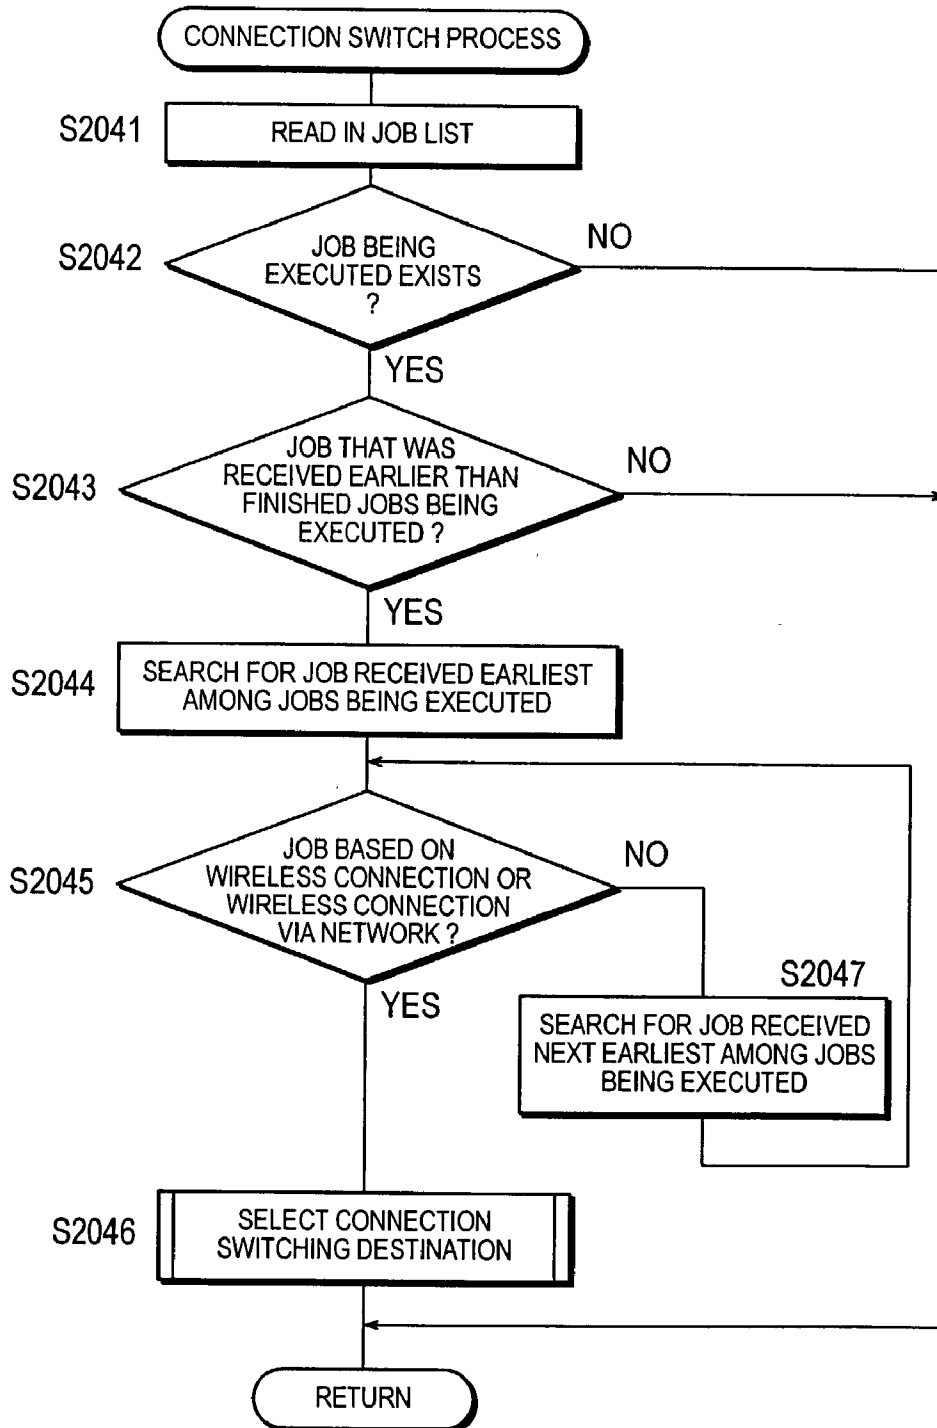 CONNECTION SWITCH PROCESS
S2041
READ IN JOB LIST
S2042
JOB BEING
EXECUTED EXISTS
?
NO
YES
S2043
JOB THAT WAS
RECEIVED EARLIER THAN
FINISHED JOBS BEING
EXECUTED ?
NO
YES
S2044
SEARCH FOR JOB RECEIVED EARLIEST
AMONG JOBS BEING EXECUTED
S2045
JOB BASED ON
WIRELESS CONNECTION OR
WIRELESS CONNECTION
VIA NETWORK ?
NO
YES
S2047
SEARCH FOR JOB RECEIVED
NEXT EARLIEST AMONG JOBS
BEING EXECUTED
S2046
SELECT CONNECTION
SWITCHING DESTINATION
RETURN